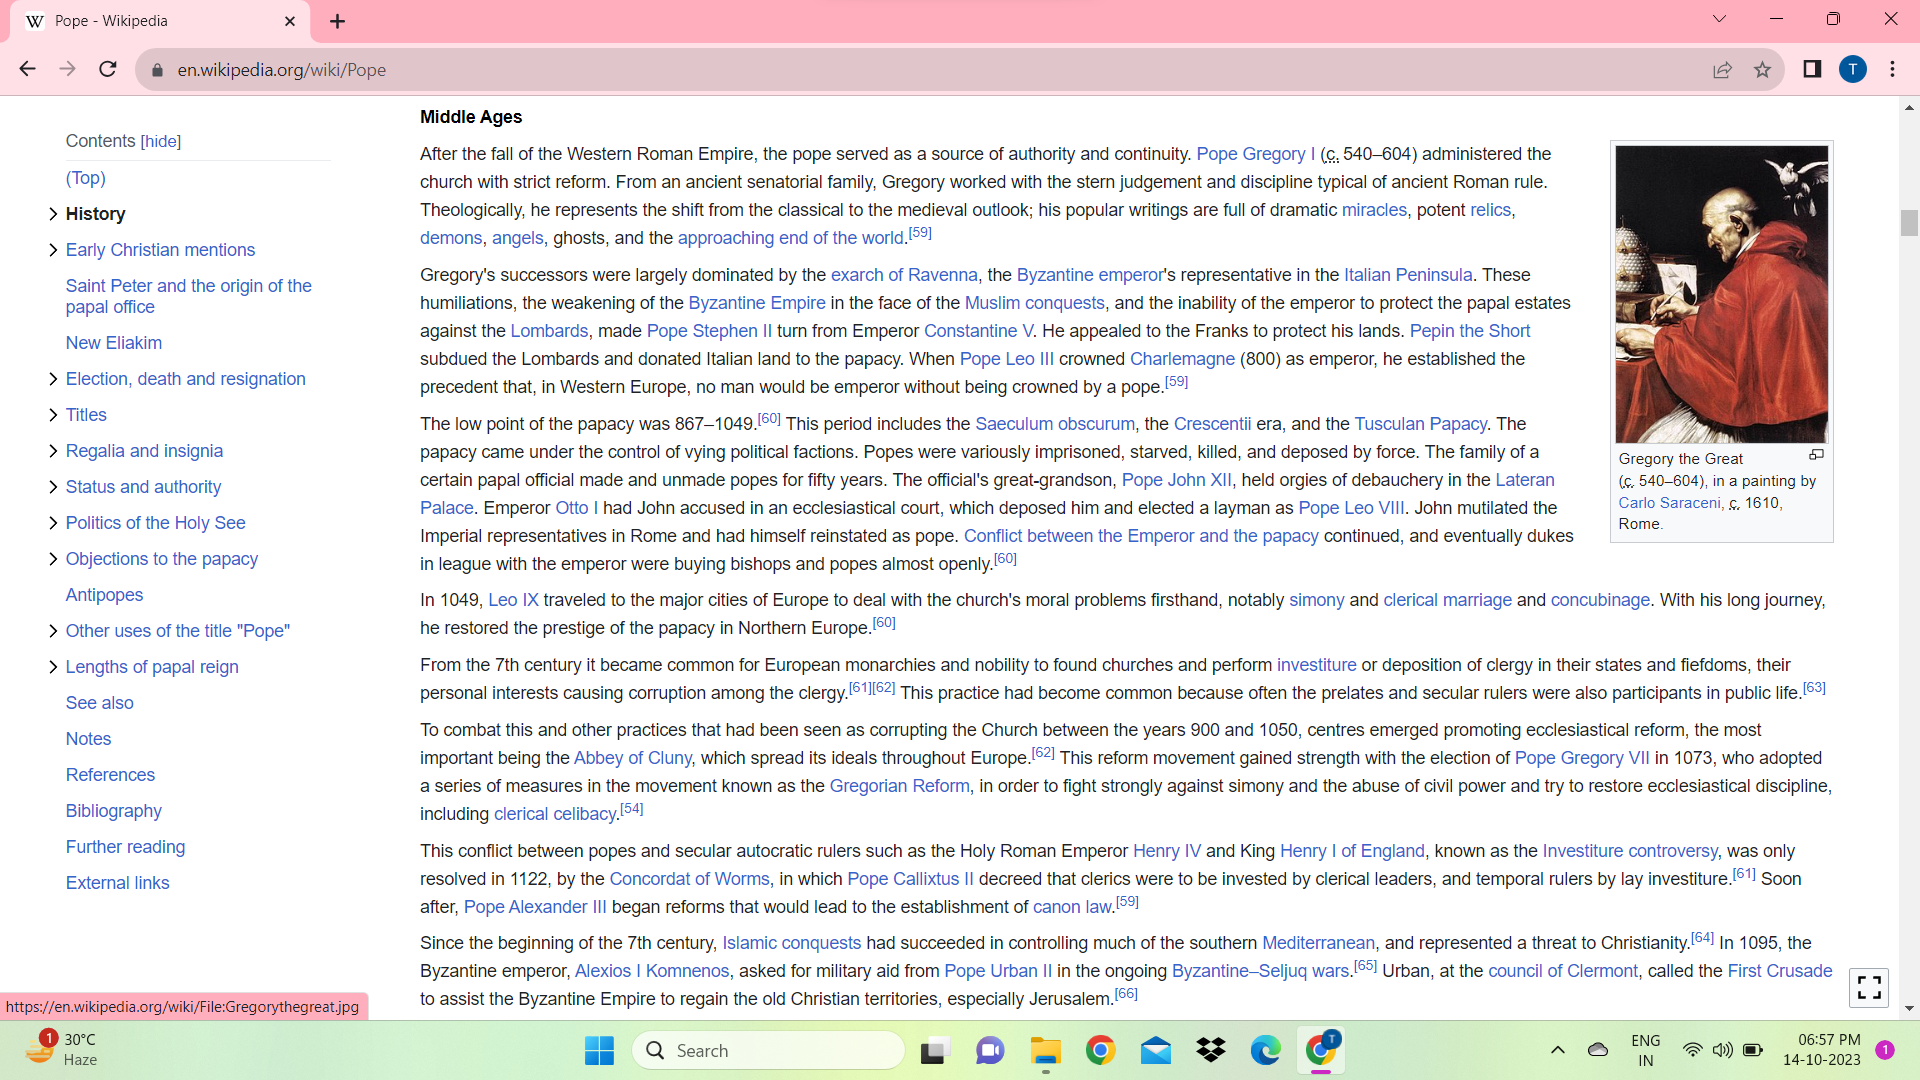 Pope - Wikipedia
en.wikipedia.org/wiki/Pope
T
Contents [hide]
(Top)
History
Early Christian mentions
Saint Peter and the origin of the
papal office
New Eliakim
Election, death and resignation
Titles
Regalia and insignia
Status and authority
Politics of the Holy See
Objections to the papacy
Antipopes
Other uses of the title "Pope"
Lengths of papal reign
See also
Notes
References
Bibliography
Further reading
External links
Middle Ages
After the fall of the Western Roman Empire, the pope served as a source of authority and continuity. Pope Gregory I (c. 540–604) administered the
church with strict reform. From an ancient senatorial family, Gregory worked with the stern judgement and discipline typical of ancient Roman rule.
Theologically, he represents the shift from the classical to the medieval outlook; his popular writings are full of dramatic miracles, potent relics,
demons, angels, ghosts, and the approaching end of the world.[59]
Gregory's successors were largely dominated by the exarch of Ravenna, the Byzantine emperor's representative in the Italian Peninsula. These
humiliations, the weakening of the Byzantine Empire in the face of the Muslim conquests, and the inability of the emperor to protect the papal estates
against the Lombards, made Pope Stephen II turn from Emperor Constantine V. He appealed to the Franks to protect his lands. Pepin the Short
subdued the Lombards and donated Italian land to the papacy. When Pope Leo III crowned Charlemagne (800) as emperor, he established the
precedent that, in Western Europe, no man would be emperor without being crowned by a pope.[59]
The low point of the papacy was 867–1049.[60] This period includes the Saeculum obscurum, the Crescentii era, and the Tusculan Papacy. The
papacy came under the control of vying political factions. Popes were variously imprisoned, starved, killed, and deposed by force. The family of a
certain papal official made and unmade popes for fifty years. The official's great-grandson, Pope John XII, held orgies of debauchery in the Lateran
Palace. Emperor Otto I had John accused in an ecclesiastical court, which deposed him and elected a layman as Pope Leo VIII. John mutilated the
Imperial representatives in Rome and had himself reinstated as pope. Conflict between the Emperor and the papacy continued, and eventually dukes
in league with the emperor were buying bishops and popes almost openly.[60]
In 1049, Leo IX traveled to the major cities of Europe to deal with the church's moral problems firsthand, notably simony and clerical marriage and concubinage. With his long journey,
he restored the prestige of the papacy in Northern Europe.[60]
From the 7th century it became common for European monarchies and nobility to found churches and perform investiture or deposition of clergy in their states and fiefdoms, their
personal interests causing corruption among the clergy.[61][62] This practice had become common because often the prelates and secular rulers were also participants in public life.[63]
To combat this and other practices that had been seen as corrupting the Church between the years 900 and 1050, centres emerged promoting ecclesiastical reform, the most
important being the Abbey of Cluny, which spread its ideals throughout Europe.[62] This reform movement gained strength with the election of Pope Gregory VII in 1073, who adopted
a series of measures in the movement known as the Gregorian Reform, in order to fight strongly against simony and the abuse of civil power and try to restore ecclesiastical discipline,
including clerical celibacy.[54]
This conflict between popes and secular autocratic rulers such as the Holy Roman Emperor Henry IV and King Henry I of England, known as the Investiture controversy, was only
resolved in 1122, by the Concordat of Worms, in which Pope Callixtus II decreed that clerics were to be invested by clerical leaders, and temporal rulers by lay investiture.[61] Soon
after, Pope Alexander III began reforms that would lead to the establishment of canon law.[59]
Since the beginning of the 7th century, Islamic conquests had succeeded in controlling much of the southern Mediterranean, and represented a threat to Christianity.[64] In 1095, the
Byzantine emperor, Alexios I Komnenos, asked for military aid from Pope Urban II in the ongoing Byzantine–Seljuq wars.[65] Urban, at the council of Clermont, called the First Crusade
to assist the Byzantine Empire to regain the old Christian territories, especially Jerusalem.[66]
Gregory the Great
(c. 540–604), in a painting by
Carlo Saraceni, c. 1610,
Rome.
https://en.wikipedia.org/wiki/File:Gregorythegreat.jpg
1
30°C
Haze
Search
T
ENG
IN
06:57 PM
14-10-2023
1